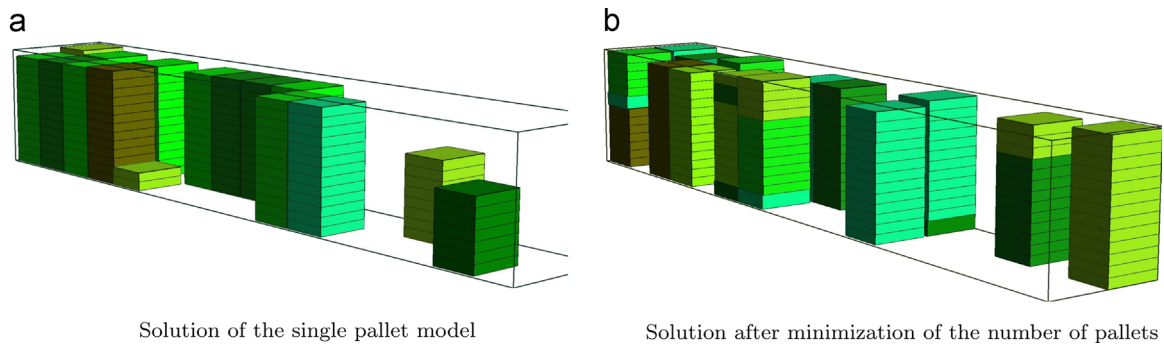 a
b
Solution of the single pallet model
Solution after minimization of the number of pallets